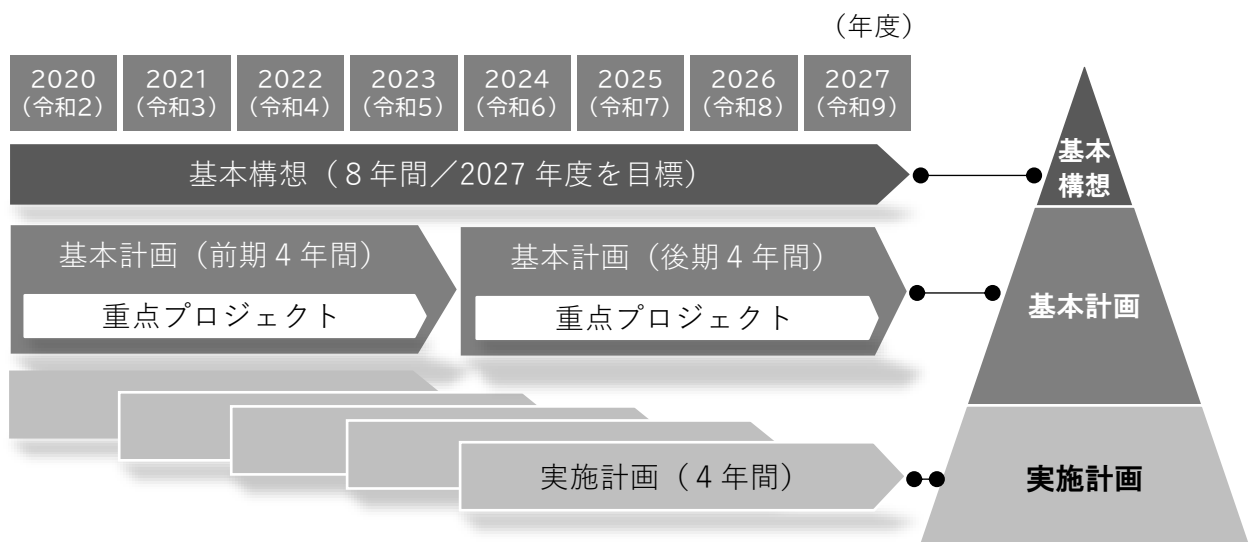 （年度）
2020 2021 2022 2023 2024 2025 2026 2027
（令和2） （令和3） （令和4） （令和5） （令和6） （令和7） （令和8） （令和9）
基本構想（８年間／2027 年度を目標）
基本
構想
基本計画（前期４年間） 基本計画（後期４年間）
重点プロジェクト 重点プロジェクト
基本計画
実施計画（４年間）
実施計画